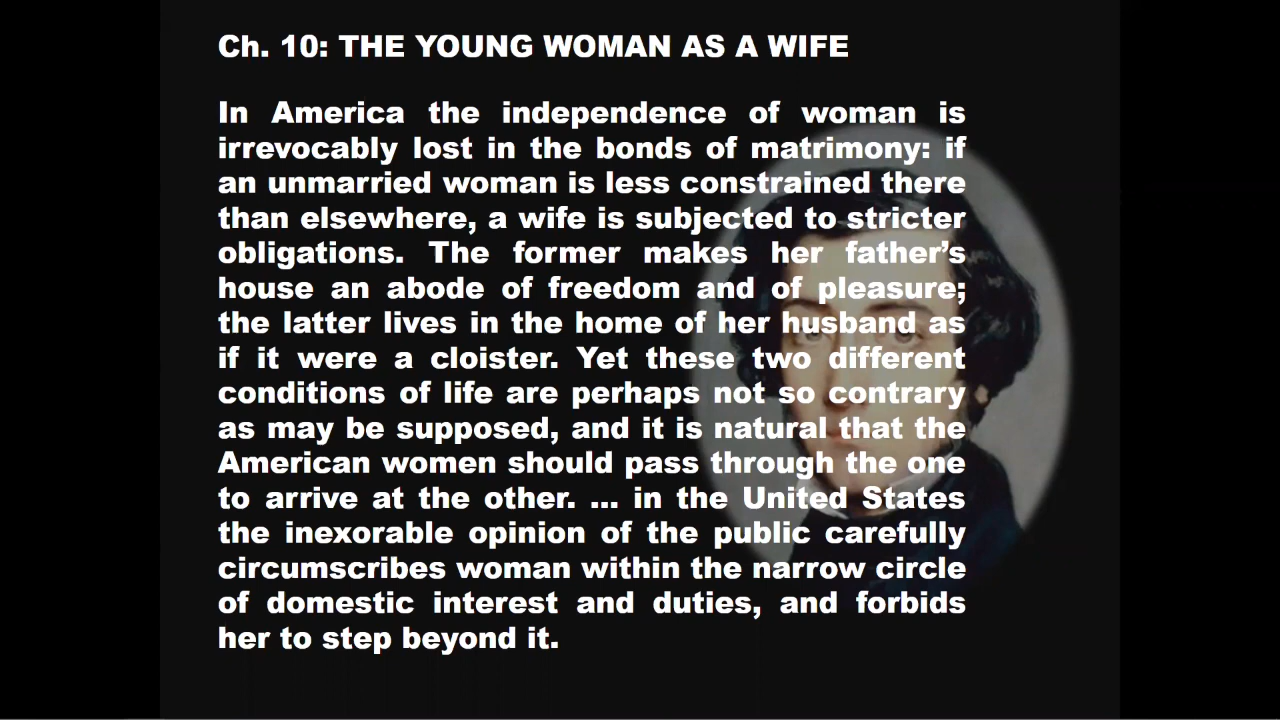 Ch. 10: THE YOUNG WOMAN AS A WIFE
In America the independence of woman is
irrevocably lost in the bonds of matrimony: if
an unmarried woman is less constrained there
than elsewhere, a wife is subjected to stricter
obligations. The former makes her father’s
house an abode of freedom and of pleasure;
the latter lives in the home of her husband as
if it were a cloister. Yet these two different
conditions of life are perhaps not so contrary
as may be supposed, and it is natural that the
American women should pass through the one
to arrive at the other. ... in the United States
the inexorable opinion of the public carefully
circumscribes woman within the narrow circle
of domestic interest and duties, and forbids
her to step beyond it.